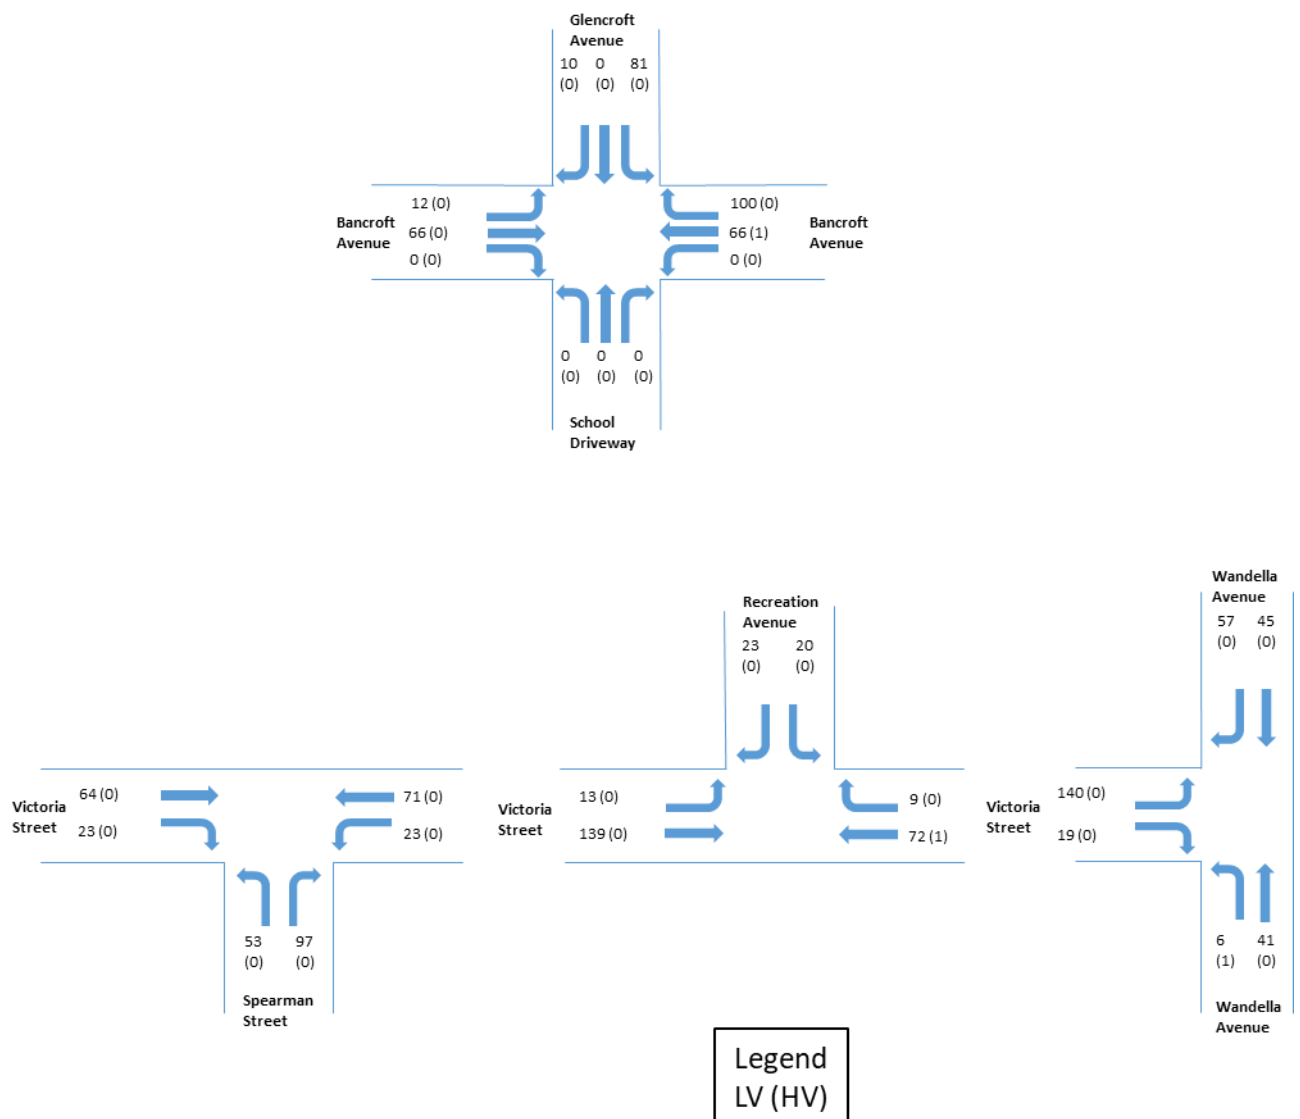 Glencroft
Avenue
10 0 81
(0) (0) (0)
12 (0)
66 (0)
0 (0)
Bancroft
Avenue
100 (0)
66 (1)
0 (0)
Bancroft
Avenue
0 0 0
(0) (0) (0)
School
Driveway
Victoria
Street
64 (0)
23 (0)
71 (0)
23 (0)
53 97
(0) (0)
Spearman
Street
Recreation
Avenue
23 20
(0) (0)
Victoria
Street
13 (0)
139 (0)
9 (0)
72 (1)
Wandella
Avenue
57 45
(0) (0)
Victoria
Street
140 (0)
19 (0)
6 41
(1) (0)
Wandella
Avenue
Legend
LV (HV)